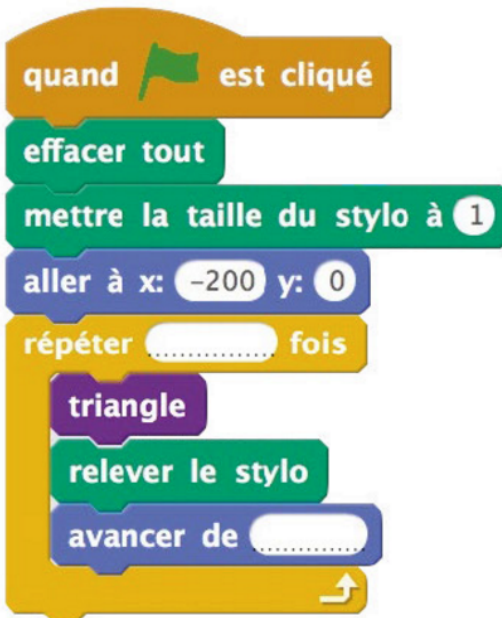 quand est cliqué
effacer tout
mettre la taille du stylo à 1
aller à x: -200 y: 0
répéter ............... fois
triangle
relever le stylo
avancer de ...............